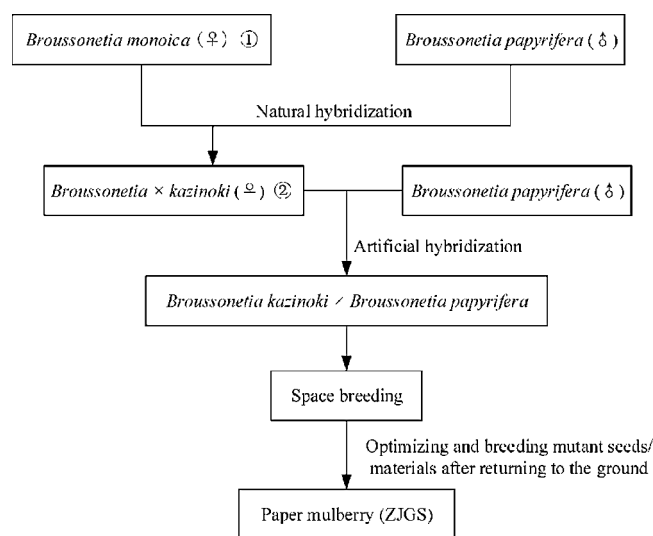 Broussonetia monoica (♀) ①
Broussonetia papyrifera (♂)
Natural hybridization
Broussonetia × kazinoki (♀) ②
Broussonetia papyrifera (♂)
Artificial hybridization
Broussonetia kazinoki × Broussonetia papyrifera
Space breeding
Optimizing and breeding mutant seeds/
materials after returning to the ground
Paper mulberry (ZJGS)